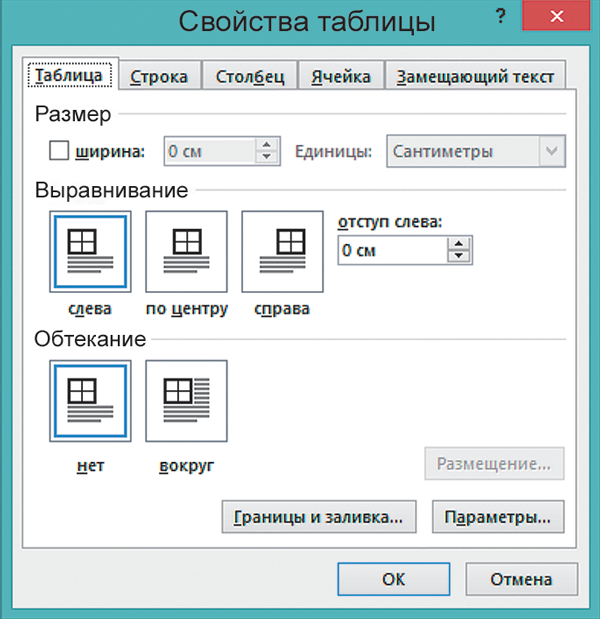 Свойства таблицы ?
Таблица Строка Столбец Ячейка Замещающий текст
Размер
ширина: 0 см Единицы: Сантиметры
Выравнивание
отступ слева:
0 см
слева по центру справа
Обтекание
нет вокруг
Размещение...
Границы и заливка... Параметры...
ОК Отмена